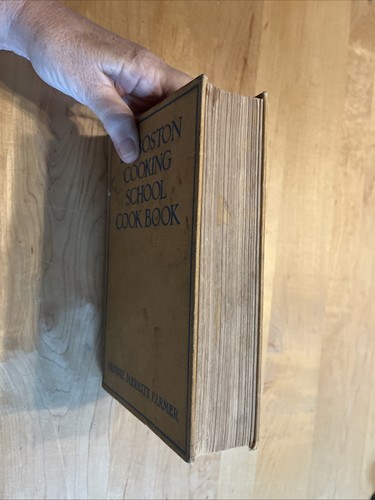 BOSTON
COOKING
SCHOOL
COOK BOOK
FANNIE MERRITT FARMER